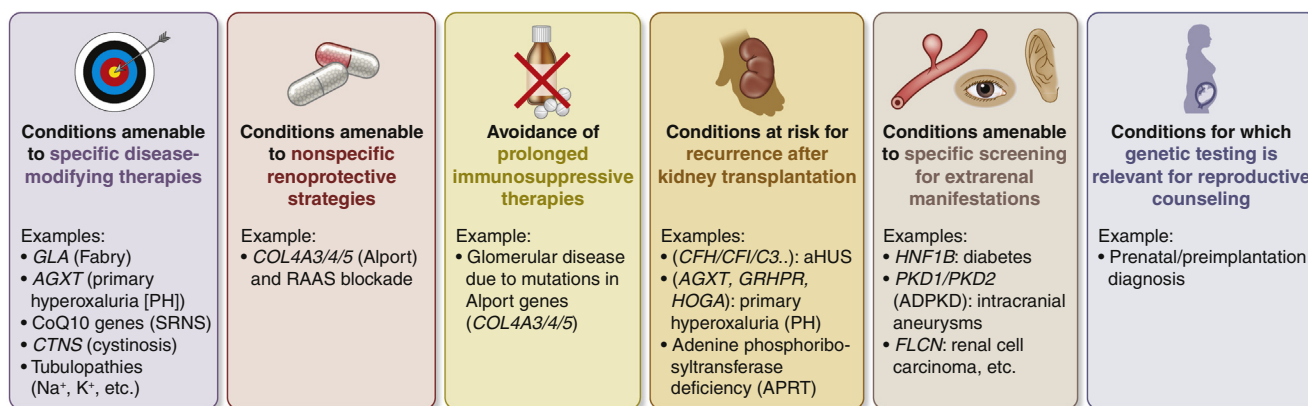 Conditions amenable
to specific disease-
modifying therapies
Examples:
• GLA (Fabry)
• AGXT (primary
hyperoxaluria [PH])
• CoQ10 genes (SRNS)
• CTNS (cystinosis)
• Tubulopathies
(Na⁺, K⁺, etc.)
Conditions amenable
to nonspecific
renoprotective
strategies
Example:
• COL4A3/4/5 (Alport)
and RAAS blockade
Avoidance of
prolonged
immunosuppressive
therapies
Example:
• Glomerular disease
due to mutations in
Alport genes
(COL4A3/4/5)
Conditions at risk for
recurrence after
kidney transplantation
Examples:
• (CFH/CFI/C3..): aHUS
• (AGXT, GRHPR,
HOGA): primary
hyperoxaluria (PH)
• Adenine phosphoribo-
syltransferase
deficiency (APRT)
Conditions amenable
to specific screening
for extrarenal
manifestations
Examples:
• HNF1B: diabetes
• PKD1/PKD2
(ADPKD): intracranial
aneurysms
• FLCN: renal cell
carcinoma, etc.
Conditions for which
genetic testing is
relevant for reproductive
counseling
Example:
• Prenatal/preimplantation
diagnosis